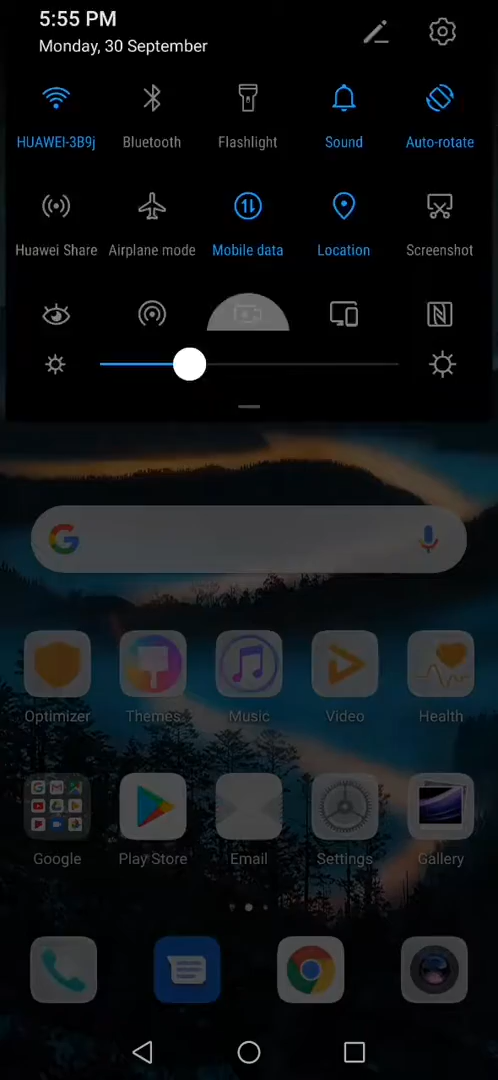 5:55 PM
Monday, 30 September
HUAWEI-3B9j
Bluetooth
Flashlight
Sound
Auto-rotate
Huawei Share
Airplane mode
Mobile data
Location
Screenshot
Optimizer
Themes
Music
Video
Health
Google
Play Store
Email
Settings
Gallery